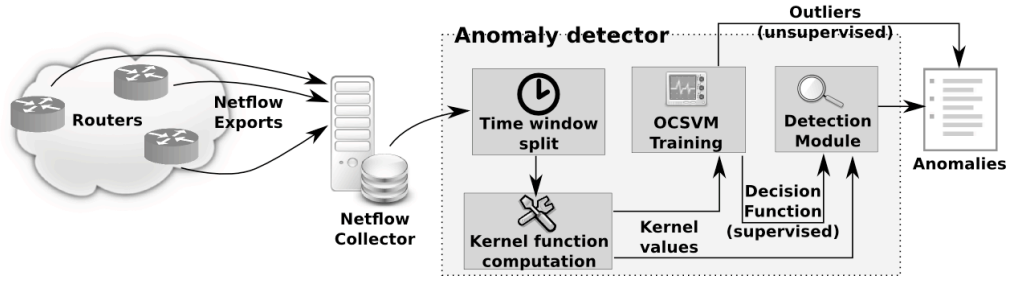 Outliers
(unsupervised)
Anomaly detector
Netflow
Exports
Routers
Time window
split
OCSVM
Training
Detection
Module
Anomalies
Netflow
Collector
Kernel function
computation
Kernel
values
Decision
Function
(supervised)